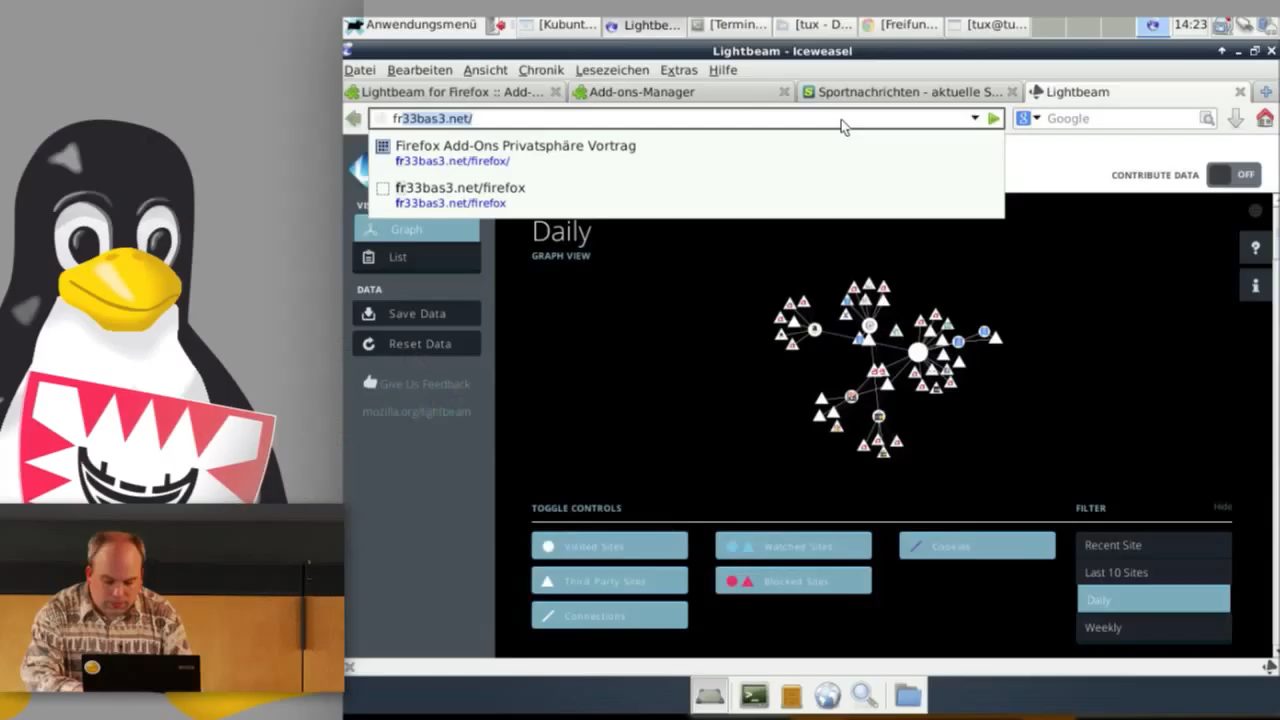 Anwendungsmenü
[Kubunt...
Lightbe...
[Termin...
[tux - D...
[Freifun...
[tux@tu...
14:23
Lightbeam - Iceweasel
Datei Bearbeiten Ansicht Chronik Lesezeichen Extras Hilfe
Lightbeam for Firefox :: Add-...
Add-ons-Manager
Sportnachrichten - aktuelle S...
Lightbeam
fr33bas3.net/
Google
Firefox Add-Ons Privatsphäre Vortrag
fr33bas3.net/firefox/
fr33bas3.net/firefox
fr33bas3.net/firefox
CONTRIBUTE DATA OFF
Graph
List
DATA
Save Data
Reset Data
Give Us Feedback
mozilla.org/lightbeam
Daily
GRAPH VIEW
TOGGLE CONTROLS
Visited Sites
Watched Sites
Cookies
Third Party Sites
Blocked Sites
Connections
FILTER
Hide
Recent Site
Last 10 Sites
Daily
Weekly